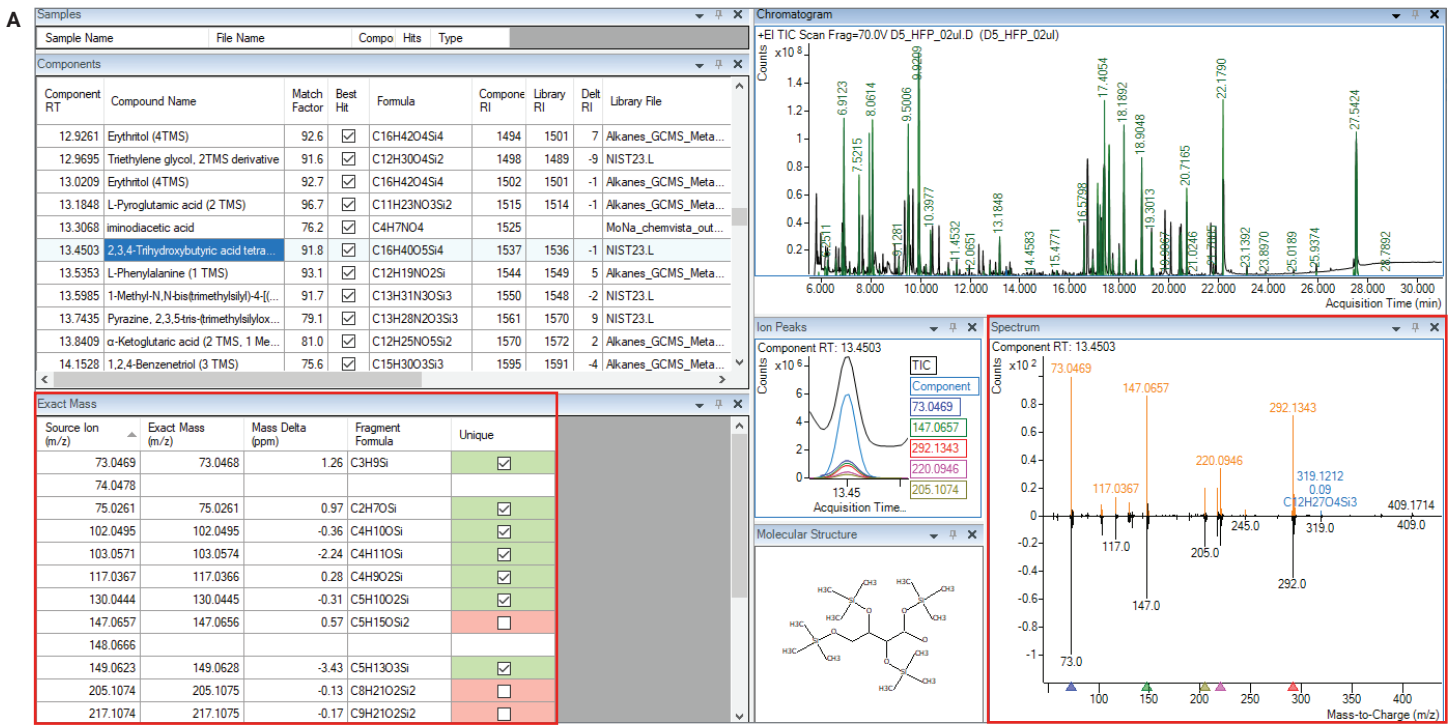 A
Samples
Sample Name File Name Compo Hits Type
Components
Component RT Compound Name Match Factor Best Hit Formula Compone RI Library RI Delt RI Library File
12.9261 Erythritol (4TMS) 92.6 C16H42O4Si4 1494 1501 7 Alkanes_GCMS_Meta...
12.9695 Triethylene glycol, 2TMS derivative 91.6 C12H30O4Si2 1498 1489 -9 NIST23.L
13.0209 Erythritol (4TMS) 92.7 C16H42O4Si4 1502 1501 -1 Alkanes_GCMS_Meta...
13.1848 L-Pyroglutamic acid (2 TMS) 96.7 C11H23NO3Si2 1515 1514 -1 Alkanes_GCMS_Meta...
13.3068 iminodiacetic acid 76.2 C4H7NO4 1525 MoNa_chemvista_out...
13.4503 2,3,4-Trihydroxybutyric acid tetra... 91.8 C16H40O5Si4 1537 1536 -1 NIST23.L
13.5353 L-Phenylalanine (1 TMS) 93.1 C12H19NO2Si 1544 1549 5 Alkanes_GCMS_Meta...
13.5985 1-Methyl-N,N-bis(trimethylsilyl)-4-[(... 91.7 C13H31N3OSi3 1550 1548 -2 NIST23.L
13.7435 Pyrazine, 2,3,5-tris-(trimethylsilylox... 79.1 C13H28N2O3Si3 1561 1570 9 NIST23.L
13.8409 α-Ketoglutaric acid (2 TMS, 1 Me... 81.0 C12H25NO5Si2 1570 1572 2 Alkanes_GCMS_Meta...
14.1528 1,2,4-Benzenetriol (3 TMS) 75.6 C15H30O3Si3 1595 1591 -4 Alkanes_GCMS_Meta...
Exact Mass
Source Ion (m/z) Exact Mass (m/z) Mass Delta (ppm) Fragment Formula Unique
73.0469 73.0468 1.26 C3H9Si
74.0478
75.0261 75.0261 0.97 C2H7OSi
102.0495 102.0495 -0.36 C4H10OSi
103.0571 103.0574 -2.24 C4H11OSi
117.0367 117.0366 0.28 C4H9O2Si
130.0444 130.0445 -0.31 C5H10O2Si
147.0657 147.0656 0.57 C5H15OSi2
148.0666
149.0623 149.0628 -3.43 C5H13O3Si
205.1074 205.1075 -0.13 C8H21O2Si2
217.1074 217.1075 -0.17 C9H21O2Si2
Chromatogram
+EI TIC Scan Frag=70.0V D5_HFP_02ul.D (D5_HFP_02ul)
Counts x10 8
1.4
1.2
1
0.8
0.6
0.4
0.2
6.9123
7.5215
8.0614
9.1281
9.5006
9.9209
10.3977
11.4532
12.0651
13.1848
14.4583
15.4771
16.5798
17.4054
18.1892
18.9048
19.3013
20.7165
21.0246
22.1790
23.1392
23.8970
25.0189
25.9374
27.5424
28.7892
6.000 8.000 10.000 12.000 14.000 16.000 18.000 20.000 22.000 24.000 26.000 28.000 30.000
Acquisition Time (min)
Ion Peaks
Component RT: 13.4503
Counts x10 6
6
4
2
0
TIC
Component
73.0469
147.0657
292.1343
220.0946
205.1074
13.45
Acquisition Time...
Molecular Structure
H3C CH3
H3C
H3C CH3
CH3
H3C
H3C CH3
CH3
H3C CH3
Si O
Spectrum
Component RT: 13.4503
Counts x10 2
0.8
0.6
0.4
0.2
0
-0.2
-0.4
-0.6
-0.8
-1
73.0469
147.0657
292.1343
220.0946
117.0367
319.1212
0.09
C12H27O4Si3
409.1714
245.0 319.0 409.0
117.0 205.0
292.0
147.0
73.0
100 150 200 250 300 350 400
Mass-to-Charge (m/z)